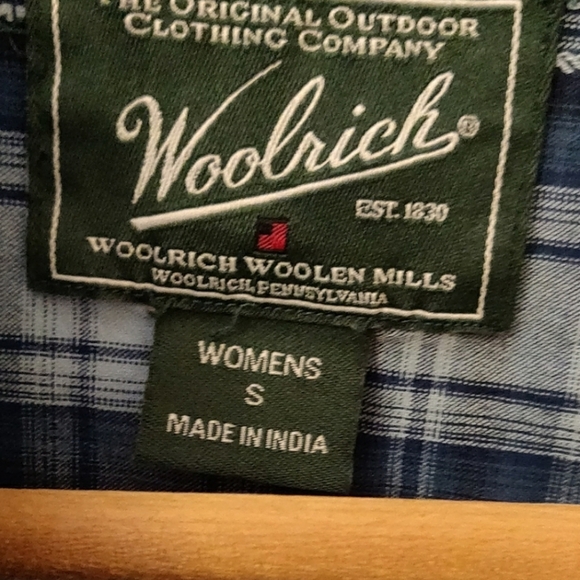 THE ORIGINAL OUTDOOR
CLOTHING COMPANY
Woolrich®
EST. 1830
WOOLRICH WOOLEN MILLS
WOOLRICH, PENNSYLVANIA
WOMENS
S
MADE IN INDIA